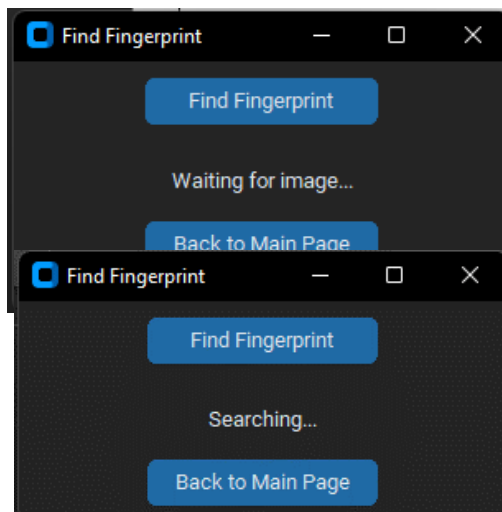 Find Fingerprint
Find Fingerprint
Waiting for image...
Back to Main Page
Find Fingerprint
Find Fingerprint
Searching...
Back to Main Page